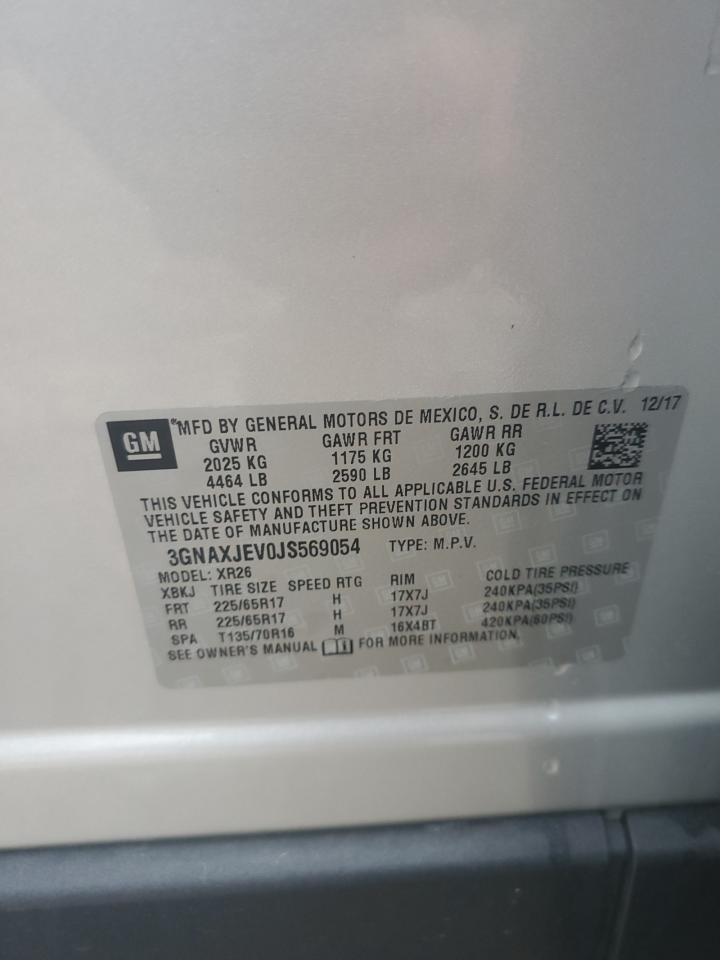 GM
MFD BY GENERAL MOTORS DE MEXICO, S. DE R.L. DE C.V. 12/17
GVWR GAWR FRT GAWR RR
2025 KG 1175 KG 1200 KG
4464 LB 2590 LB 2645 LB
THIS VEHICLE CONFORMS TO ALL APPLICABLE U.S. FEDERAL MOTOR
VEHICLE SAFETY AND THEFT PREVENTION STANDARDS IN EFFECT ON
THE DATE OF MANUFACTURE SHOWN ABOVE.
3GNAXJEV0JS569054 TYPE: M.P.V.
MODEL: XR26
XBKJ TIRE SIZE SPEED RTG RIM COLD TIRE PRESSURE
FRT 225/65R17 H 17X7J 240KPA(35PSI)
RR 225/65R17 H 17X7J 240KPA(35PSI)
SPA T135/70R16 M 16X4BT 420KPA(60PSI)
SEE OWNER'S MANUAL FOR MORE INFORMATION.